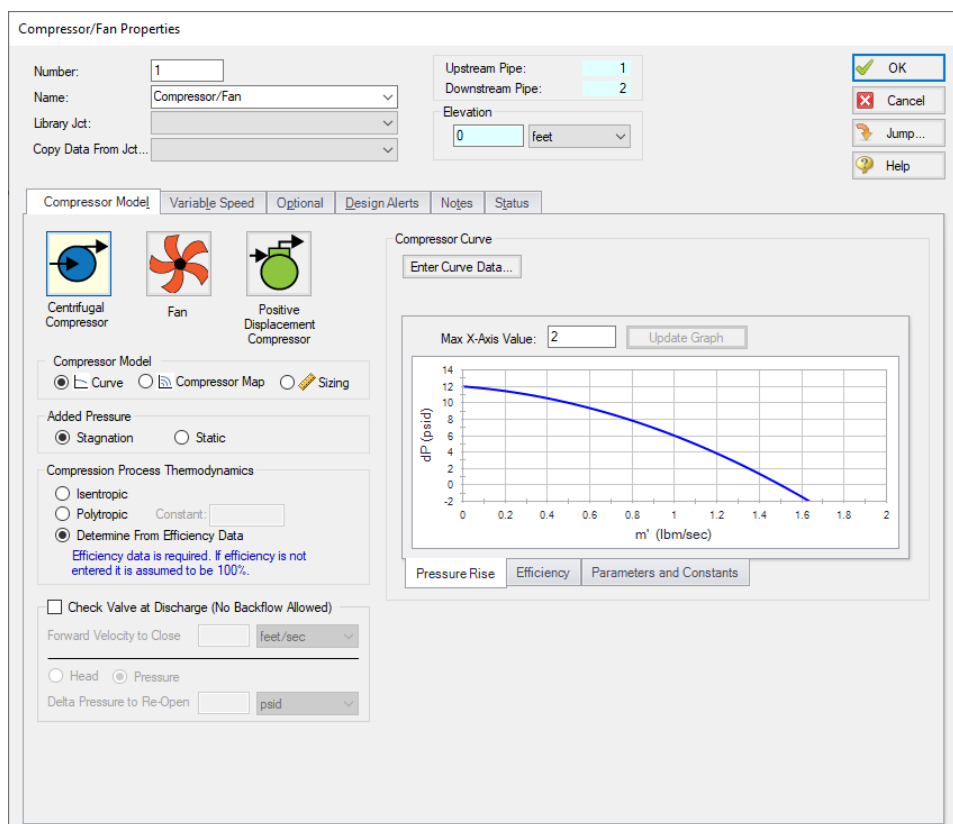 Compressor/Fan Properties
Number: 1
Name: Compressor/Fan
Library Jct:
Copy Data From Jct...
Upstream Pipe: 1
Downstream Pipe: 2
Elevation
0 feet
OK
Cancel
Jump...
Help
Compressor Model Variable Speed Optional Design Alerts Notes Status
Centrifugal
Compressor
Fan
Positive
Displacement
Compressor
Compressor Model
Curve Compressor Map Sizing
Added Pressure
Stagnation Static
Compression Process Thermodynamics
Isentropic
Polytropic Constant:
Determine From Efficiency Data
Efficiency data is required. If efficiency is not
entered it is assumed to be 100%.
Check Valve at Discharge (No Backflow Allowed)
Forward Velocity to Close feet/sec
Head Pressure
Delta Pressure to Re-Open psid
Compressor Curve
Enter Curve Data...
Max X-Axis Value: 2 Update Graph
14
12
10
8
6
4
2
0
-2
dP (psid)
0 0.2 0.4 0.6 0.8 1 1.2 1.4 1.6 1.8 2
m' (lbm/sec)
Pressure Rise Efficiency Parameters and Constants